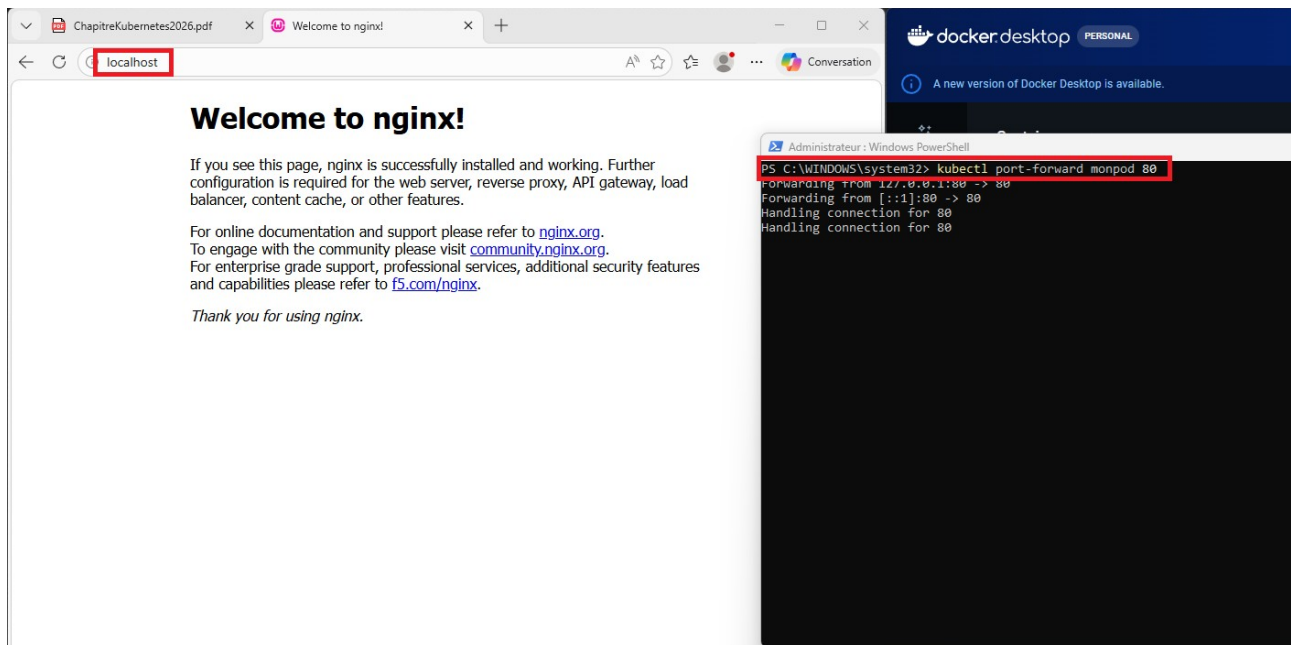 ChapitreKubernetes2026.pdf
Welcome to nginx!
localhost
Conversation
Welcome to nginx!
If you see this page, nginx is successfully installed and working. Further
configuration is required for the web server, reverse proxy, API gateway, load
balancer, content cache, or other features.
For online documentation and support please refer to nginx.org.
To engage with the community please visit community.nginx.org.
For enterprise grade support, professional services, additional security features
and capabilities please refer to f5.com/nginx.
Thank you for using nginx.
docker.desktop PERSONAL
A new version of Docker Desktop is available.
Administrateur : Windows PowerShell
PS C:\WINDOWS\system32> kubectl port-forward monpod 80
Forwarding from 127.0.0.1:80 -> 80
Forwarding from [::1]:80 -> 80
Handling connection for 80
Handling connection for 80